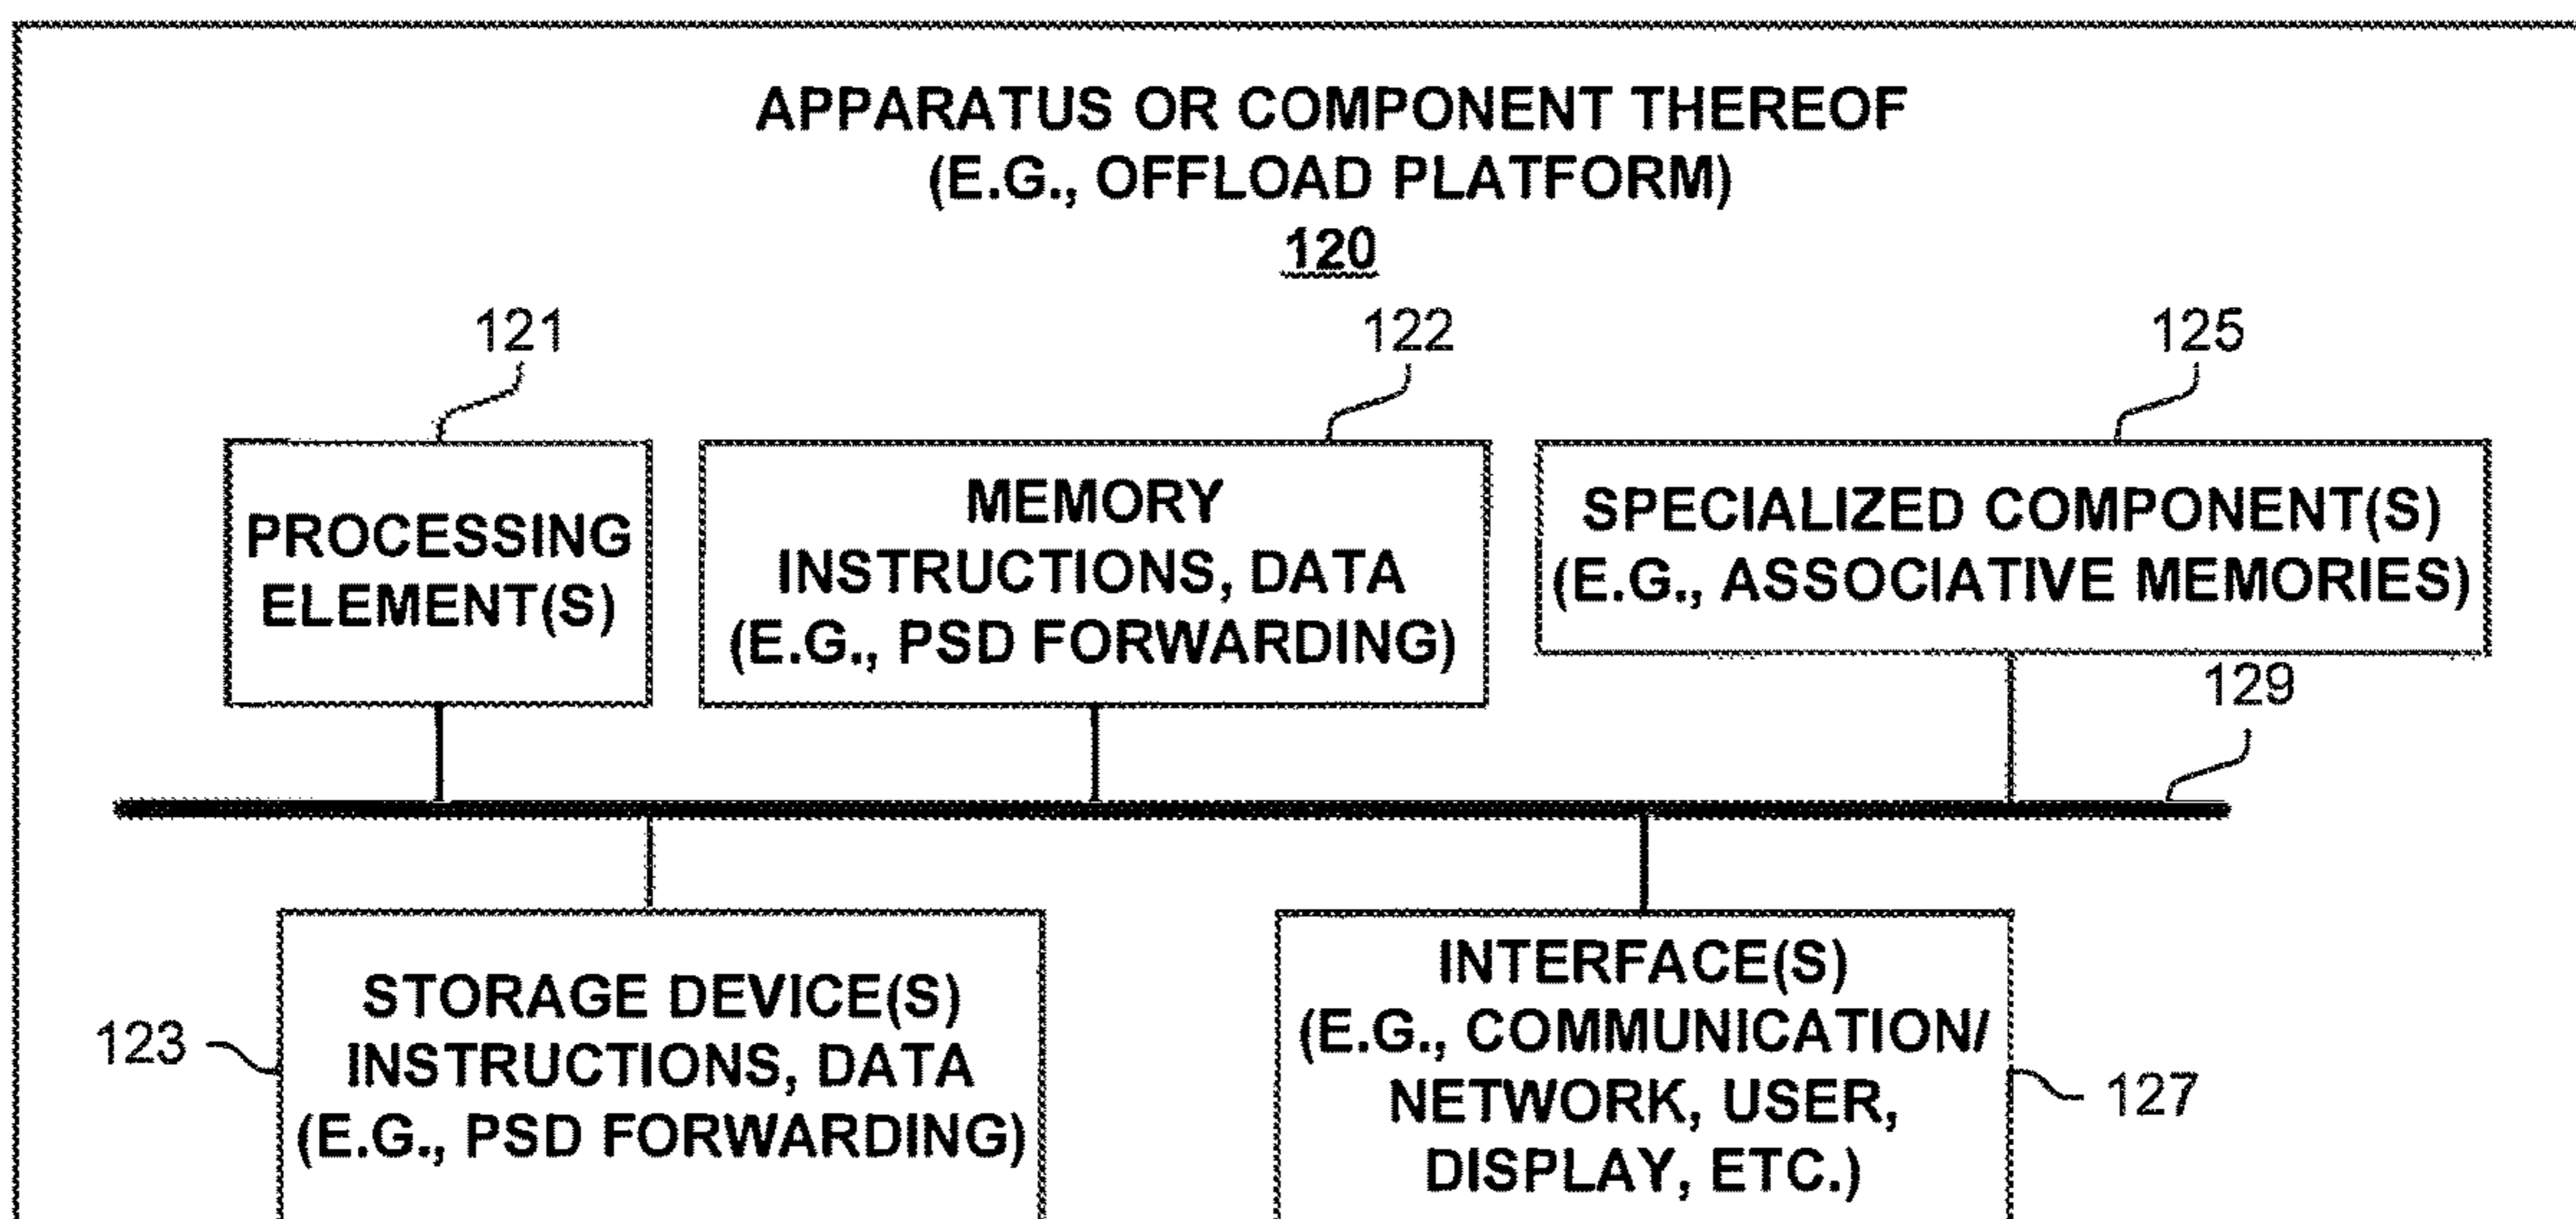 APPARATUS OR COMPONENT THEREOF
(E.G., OFFLOAD PLATFORM)
120
121
122
125
PROCESSING
ELEMENT(S)
MEMORY
INSTRUCTIONS, DATA
(E.G., PSD FORWARDING)
SPECIALIZED COMPONENT(S)
(E.G., ASSOCIATIVE MEMORIES)
129
123
STORAGE DEVICE(S)
INSTRUCTIONS, DATA
(E.G., PSD FORWARDING)
INTERFACE(S)
(E.G., COMMUNICATION/
NETWORK, USER,
DISPLAY, ETC.)
127